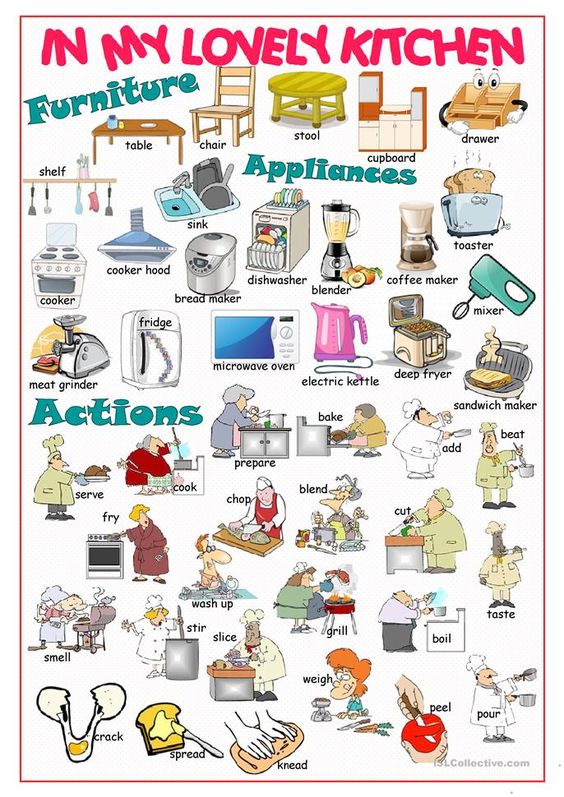 IN MY LOVELY KITCHEN
Furniture
table
chair
stool
cupboard
drawer
shelf
Appliances
sink
toaster
cooker
cooker hood
bread maker
dishwasher
blender
coffee maker
mixer
meat grinder
fridge
microwave oven
electric kettle
deep fryer
sandwich maker
Actions
serve
cook
prepare
bake
add
beat
fry
chop
blend
cut
taste
wash up
smell
stir
slice
grill
boil
weigh
peel
pour
crack
spread
knead
iSLCollective.com